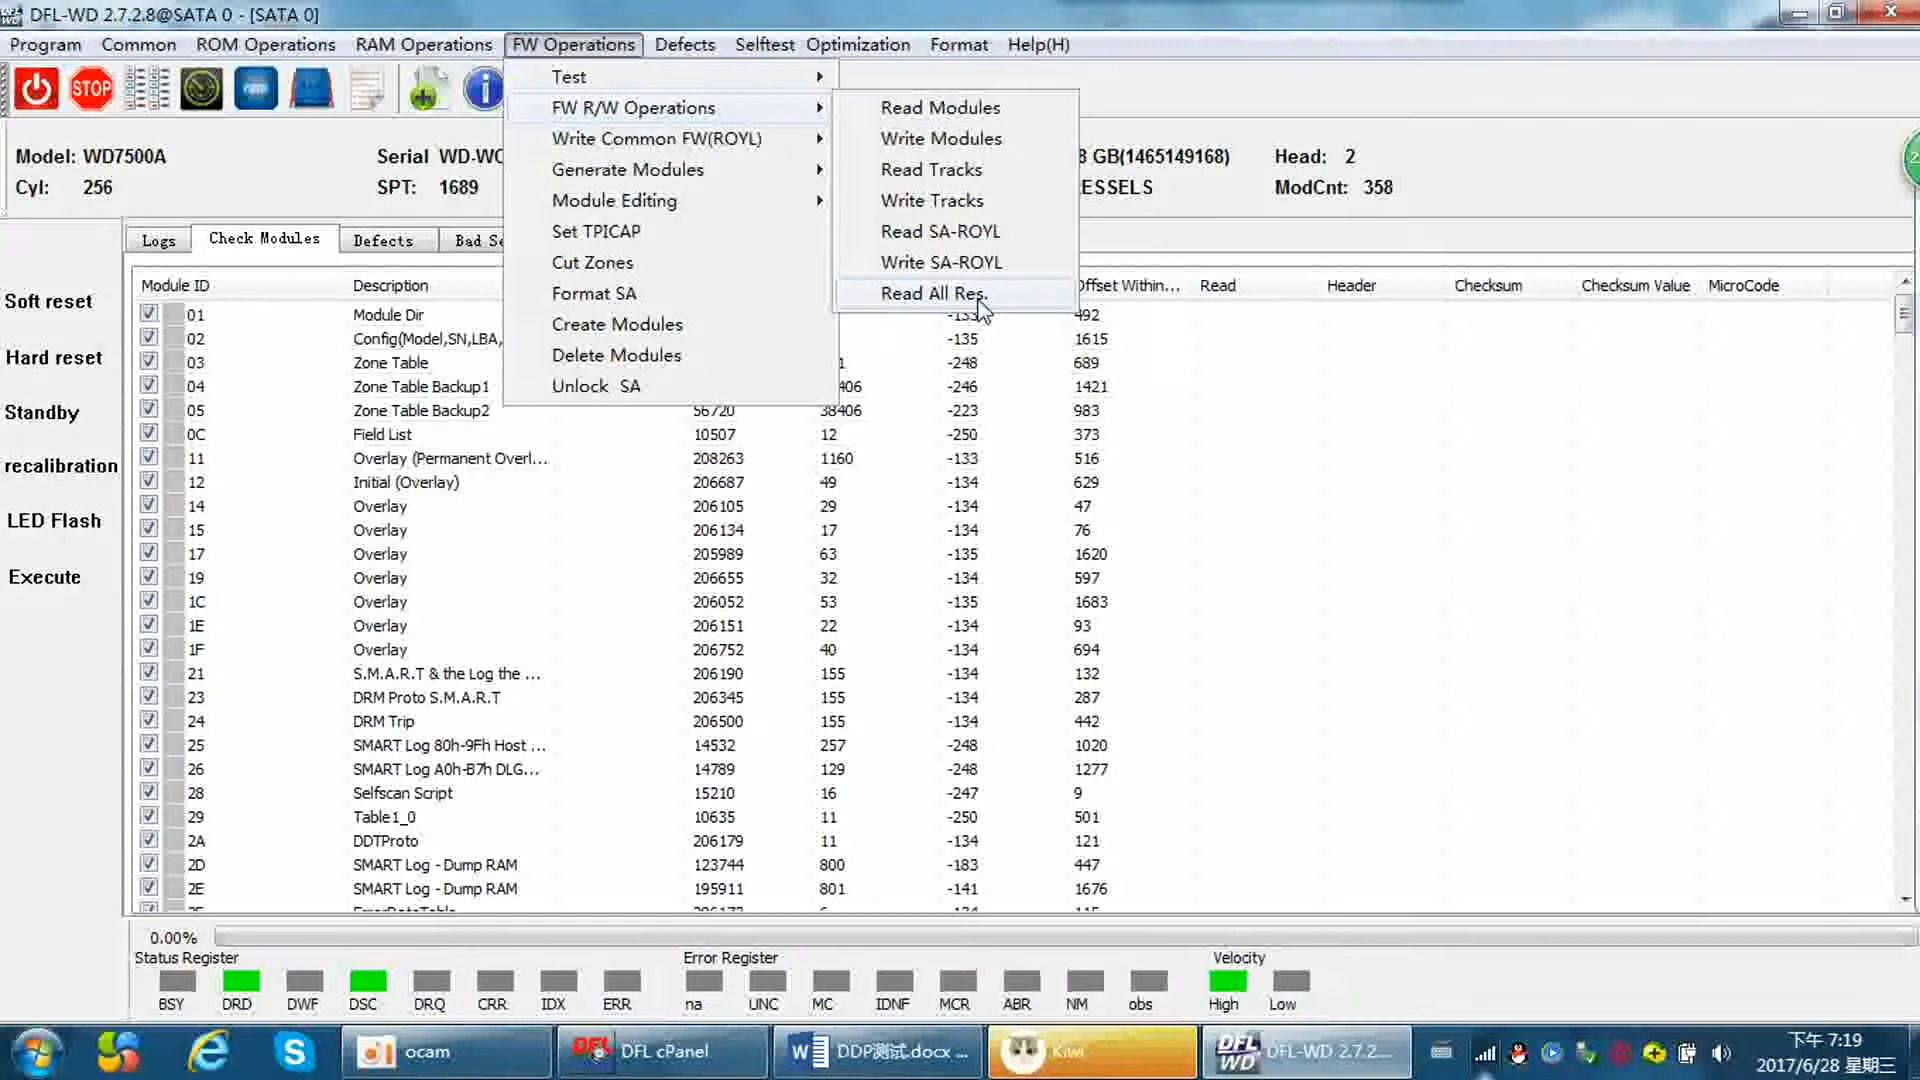 DFL-WD 2.7.2.8@SATA 0 - [SATA 0]
Program Common ROM Operations RAM Operations FW Operations Defects Selftest Optimization Format Help(H)
STOP
Test
FW R/W Operations
Write Common FW(ROYL)
Generate Modules
Module Editing
Set TPICAP
Cut Zones
Format SA
Create Modules
Delete Modules
Unlock SA
Read Modules
Write Modules
Read Tracks
Write Tracks
Read SA-ROYL
Write SA-ROYL
Read All Res.
Model: WD7500A Serial WD-WC GB(1465149168) Head: 2
Cyl: 256 SPT: 1689 ESSELS ModCnt: 358
Logs Check Modules Defects Bad Se
Soft reset
Hard reset
Standby
recalibration
LED Flash
Execute
Module ID Description Offset Within... Read Header Checksum Checksum Value MicroCode
01 Module Dir -133 492
02 Config(Model,SN,LBA, -135 1615
03 Zone Table 1 -248 689
04 Zone Table Backup1 406 -246 1421
05 Zone Table Backup2 56720 38406 -223 983
0C Field List 10507 12 -250 373
11 Overlay (Permanent Overl... 208263 1160 -133 516
12 Initial (Overlay) 206687 49 -134 629
14 Overlay 206105 29 -134 47
15 Overlay 206134 17 -134 76
17 Overlay 205989 63 -135 1620
19 Overlay 206655 32 -134 597
1C Overlay 206052 53 -135 1683
1E Overlay 206151 22 -134 93
1F Overlay 206752 40 -134 694
21 S.M.A.R.T & the Log the ... 206190 155 -134 132
23 DRM Proto S.M.A.R.T 206345 155 -134 287
24 DRM Trip 206500 155 -134 442
25 SMART Log 80h-9Fh Host ... 14532 257 -248 1020
26 SMART Log A0h-B7h DLG... 14789 129 -248 1277
28 Selfscan Script 15210 16 -247 9
29 Table1_0 10635 11 -250 501
2A DDTProto 206179 11 -134 121
2D SMART Log - Dump RAM 123744 800 -183 447
2E SMART Log - Dump RAM 195911 801 -141 1676
0.00%
Status Register Error Register Velocity
BSY DRD DWF DSC DRQ CRR IDX ERR na UNC MC IDNF MCR ABR NM obs High Low
ocam
DFL cPanel
DDP测试.docx ...
Kiwi
DFL WD DFL-WD 2.7.2...
下午 7:19
2017/6/28 星期三